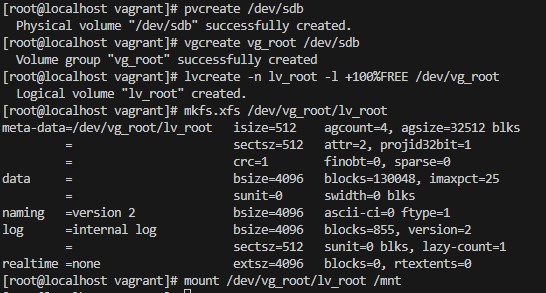 [root@localhost vagrant]# pvcreate /dev/sdb
  Physical volume "/dev/sdb" successfully created.
[root@localhost vagrant]# vgcreate vg_root /dev/sdb
  Volume group "vg_root" successfully created
[root@localhost vagrant]# lvcreate -n lv_root -l +100%FREE /dev/vg_root
  Logical volume "lv_root" created.
[root@localhost vagrant]# mkfs.xfs /dev/vg_root/lv_root
meta-data=/dev/vg_root/lv_root   isize=512    agcount=4, agsize=32512 blks
         =                       sectsz=512   attr=2, projid32bit=1
         =                       crc=1        finobt=0, sparse=0
data     =                       bsize=4096   blocks=130048, imaxpct=25
         =                       sunit=0      swidth=0 blks
naming   =version 2              bsize=4096   ascii-ci=0 ftype=1
log      =internal log           bsize=4096   blocks=855, version=2
         =                       sectsz=512   sunit=0 blks, lazy-count=1
realtime =none                   extsz=4096   blocks=0, rtextents=0
[root@localhost vagrant]# mount /dev/vg_root/lv_root /mnt